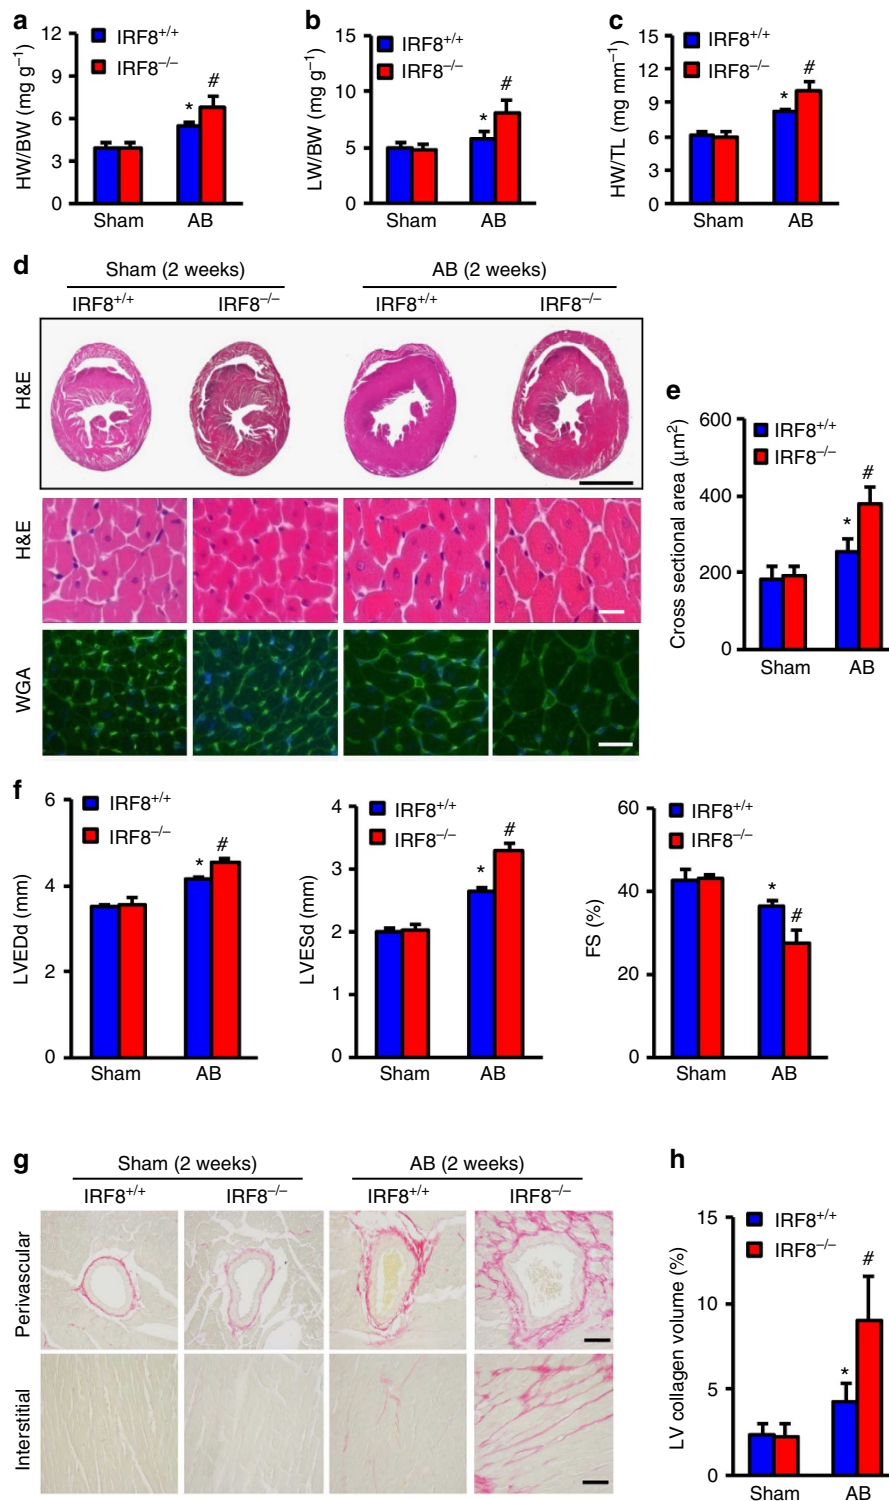 a
12
9
6
3
0
HW/BW (mg g⁻¹)
IRF8+/+
IRF8−/−
*
#
Sham
AB
b
15
10
5
0
LW/BW (mg g⁻¹)
IRF8+/+
IRF8−/−
*
#
Sham
AB
c
15
12
9
6
3
0
HW/TL (mg mm⁻¹)
IRF8+/+
IRF8−/−
*
#
Sham
AB
d
Sham (2 weeks)
AB (2 weeks)
IRF8+/+
IRF8−/−
IRF8+/+
IRF8−/−
H&E
H&E
WGA
e
600
400
200
0
Cross sectional area (μm²)
IRF8+/+
IRF8−/−
*
#
Sham
AB
f
6
4
2
0
LVEDd (mm)
IRF8+/+
IRF8−/−
*
#
Sham
AB
4
3
2
1
0
LVESd (mm)
IRF8+/+
IRF8−/−
*
#
Sham
AB
60
40
20
0
FS (%)
IRF8+/+
IRF8−/−
*
#
Sham
AB
g
Sham (2 weeks)
AB (2 weeks)
IRF8+/+
IRF8−/−
IRF8+/+
IRF8−/−
Perivascular
Interstitial
h
15
10
5
0
LV collagen volume (%)
IRF8+/+
IRF8−/−
*
#
Sham
AB